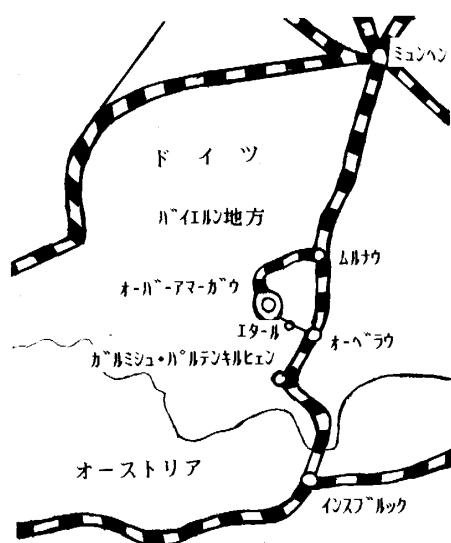 ミュンヘン
ドイツ
バイエルン地方
ムルナウ
オーバーアマーガウ
エタール
オーベラウ
ガルミシュ・パルテンキルヒェン
オーストリア
インスブルック